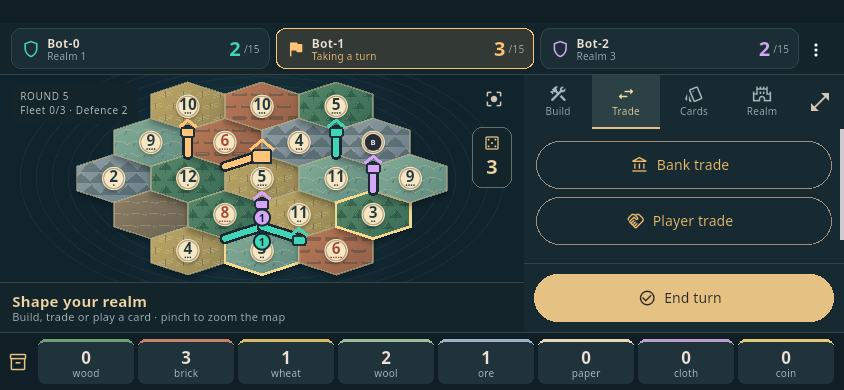 Bot-0
Realm 1
2 /15
Bot-1
Taking a turn
3 /15
Bot-2
Realm 3
2 /15
ROUND 5
Fleet 0/3 · Defence 2
10 10 5
9 6 4 B
2 12 5 11 9
8 1 11 3
4 1 6
3
Build
Trade
Cards
Realm
Bank trade
Player trade
End turn
Shape your realm
Build, trade or play a card · pinch to zoom the map
0 3 1 2 1 0 0 0
wood brick wheat wool ore paper cloth coin